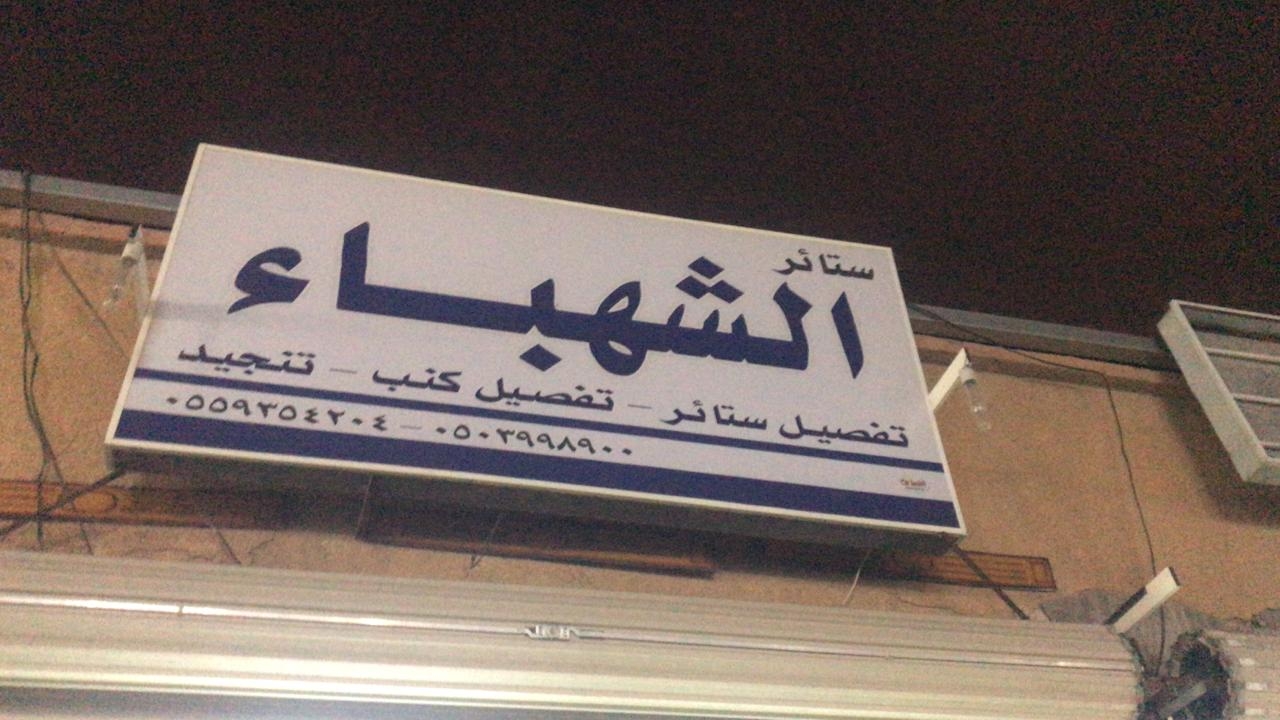 ستائر
الشهباء
تفصيل ستائر - تفصيل كنب - تنجيد
٠٥٠٣٩٩٨٩٠٠ - ٠٥٥٩٣٥٤٢٠٤